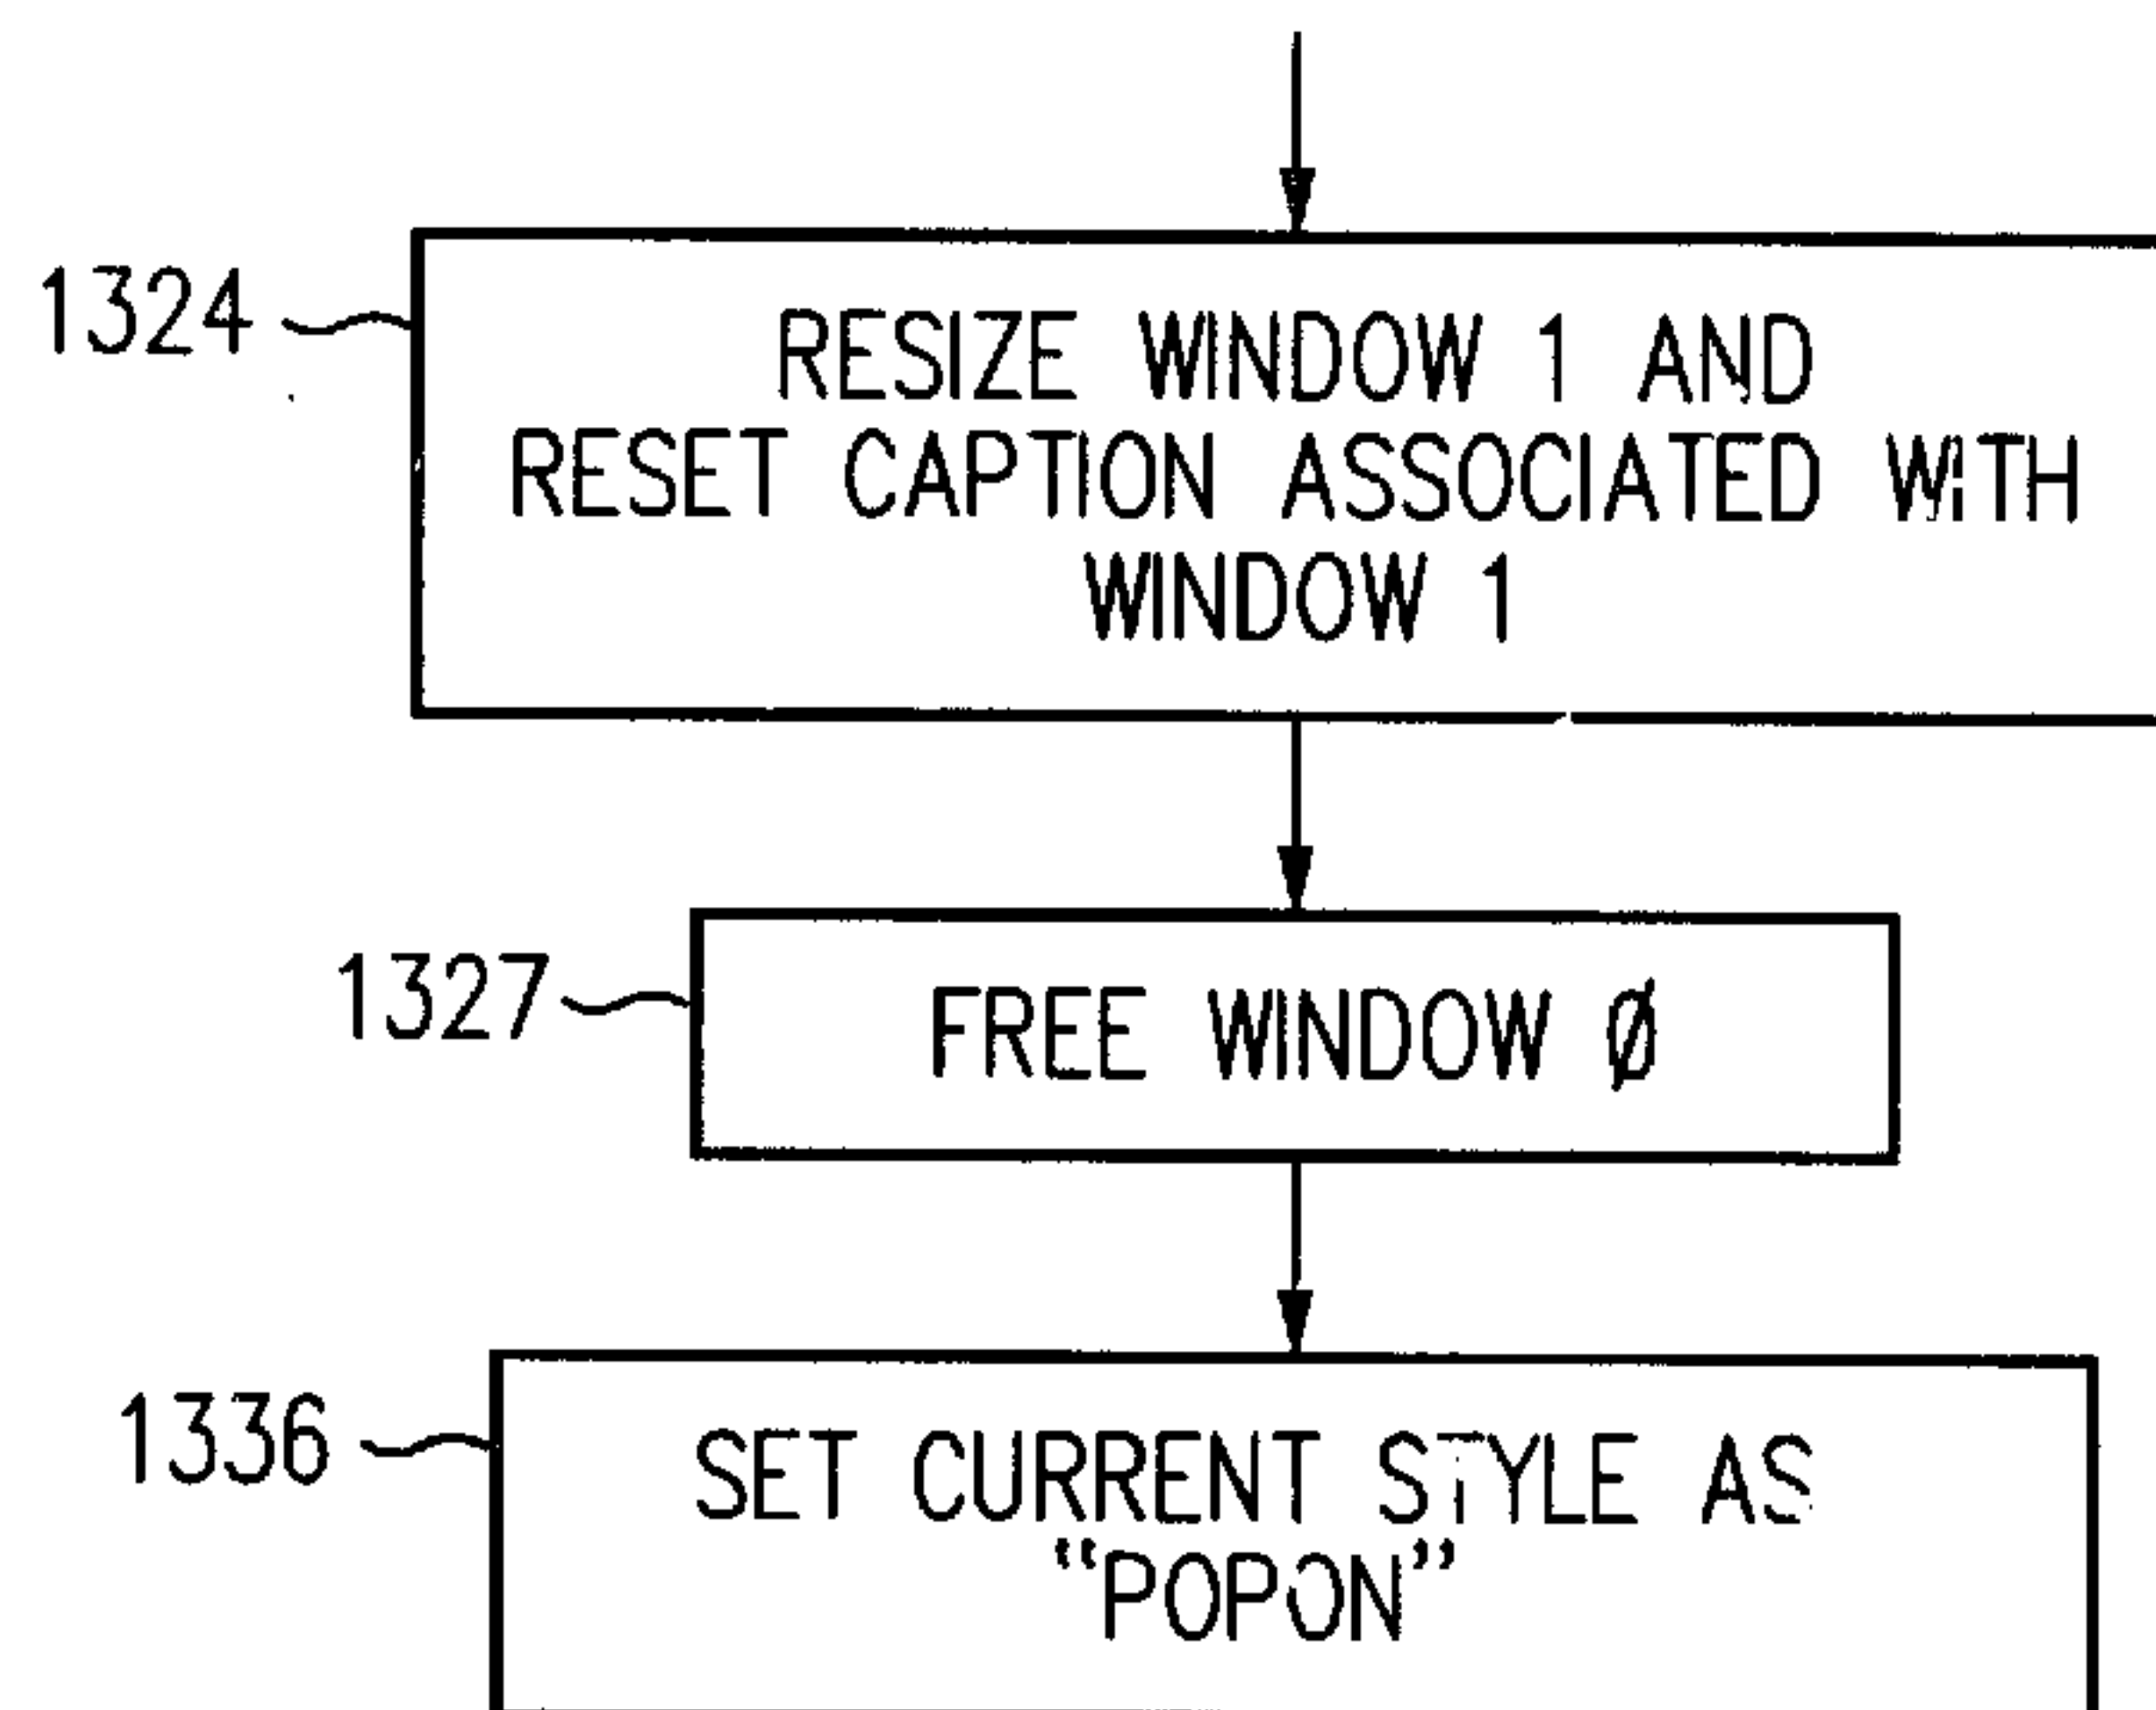 1324
RESIZE WINDOW 1 AND
RESET CAPTION ASSOCIATED WITH
WINDOW 1
1327
FREE WINDOW Ø
1336
SET CURRENT STYLE AS
“POPON”